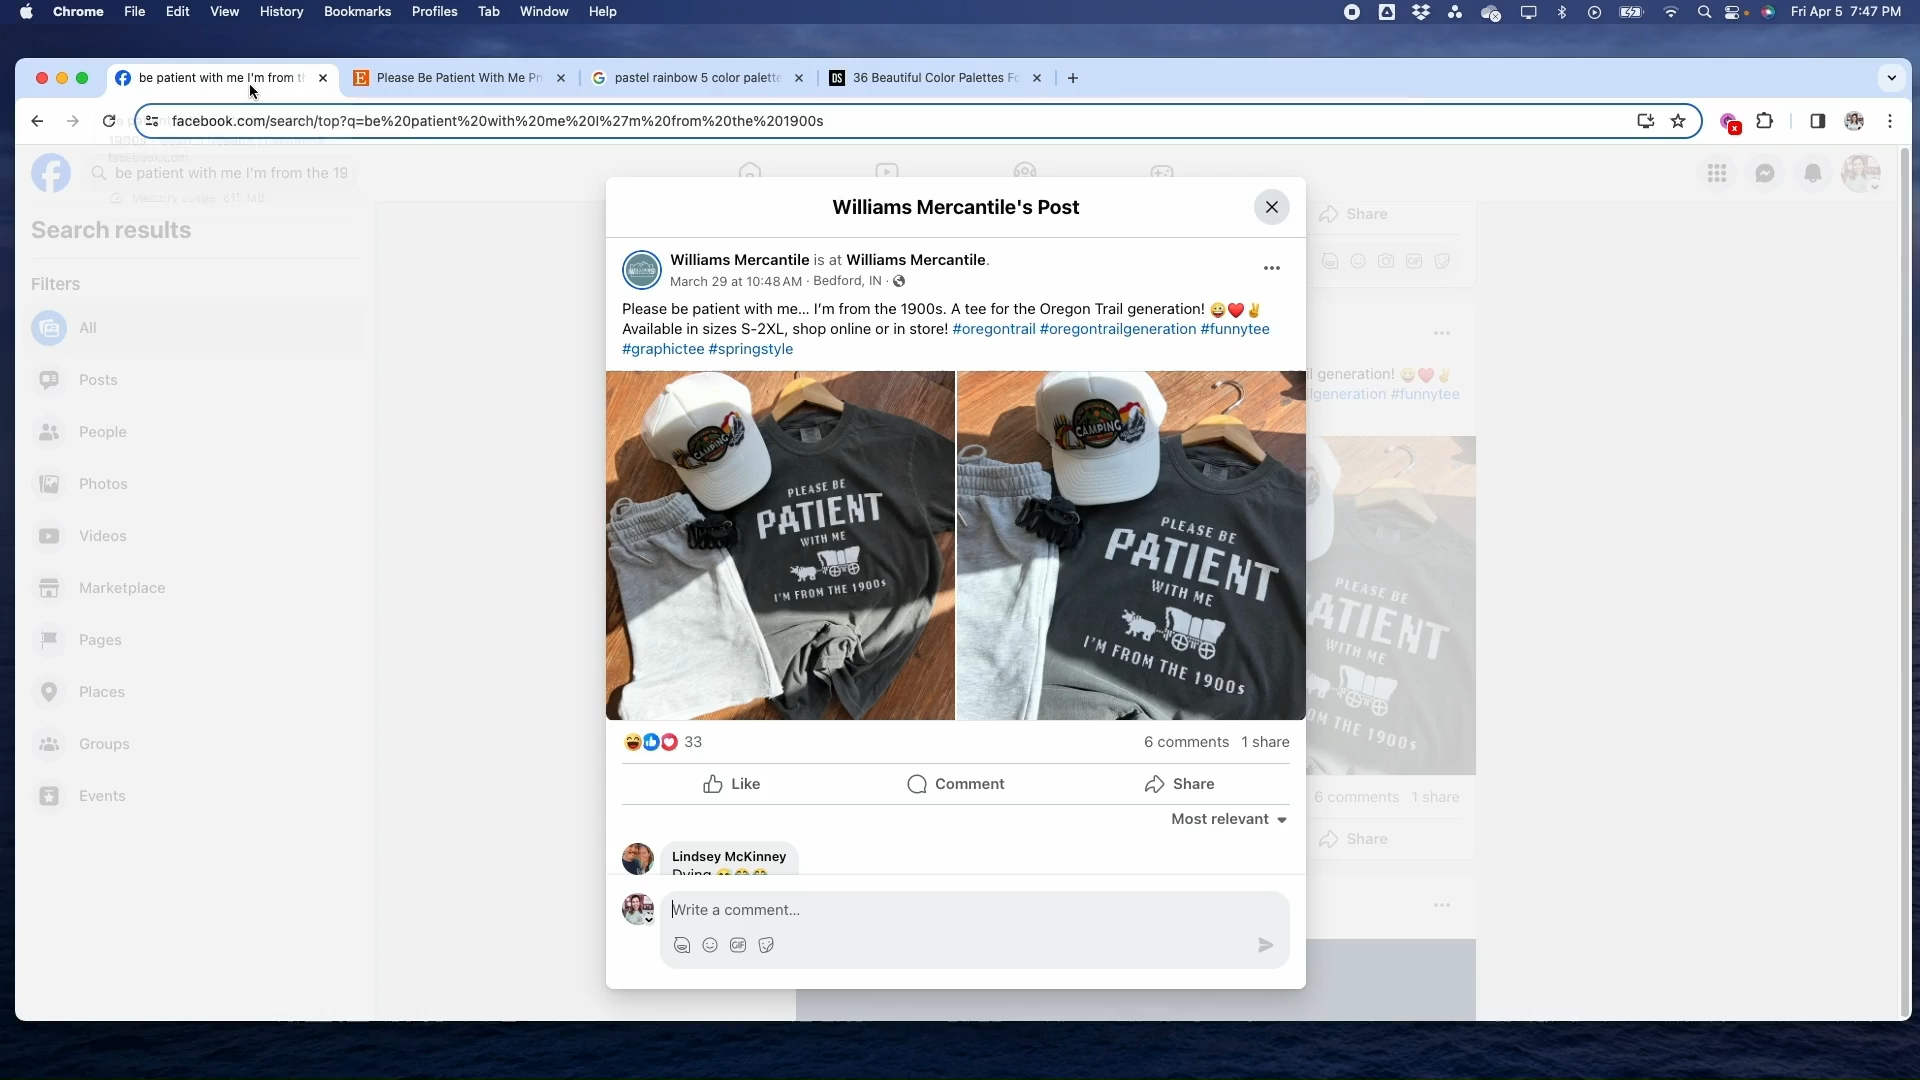 Chrome File Edit View History Bookmarks Profiles Tab Window Help
Fri Apr 5 7:47 PM
be patient with me I'm from th
Please Be Patient With Me Pn
pastel rainbow 5 color palette
36 Beautiful Color Palettes Fo
facebook.com/search/top?q=be%20patient%20with%20me%20I%27m%20from%20the%201900s
be patient with me I'm from the 19
Search results
Filters
All
Posts
People
Photos
Videos
Marketplace
Pages
Places
Groups
Events
Williams Mercantile's Post
Williams Mercantile is at Williams Mercantile.
March 29 at 10:48 AM · Bedford, IN ·
Please be patient with me... I'm from the 1900s. A tee for the Oregon Trail generation! 😜❤️✌️
Available in sizes S-2XL, shop online or in store! #oregontrail #oregontrailgeneration #funnytee
#graphictee #springstyle
CAMPING
PLEASE BE
PATIENT
WITH ME
I'M FROM THE 1900s
CAMPING
PLEASE BE
PATIENT
WITH ME
I'M FROM THE 1900s
33
6 comments 1 share
Like Comment Share
Most relevant
Lindsey McKinney
Dying
Write a comment...
GIF
Share
generation! 😜❤️✌️
lgeneration #funnytee
PLEASE BE
ATIENT
WITH ME
OM THE 1900s
6 comments 1 share
Share